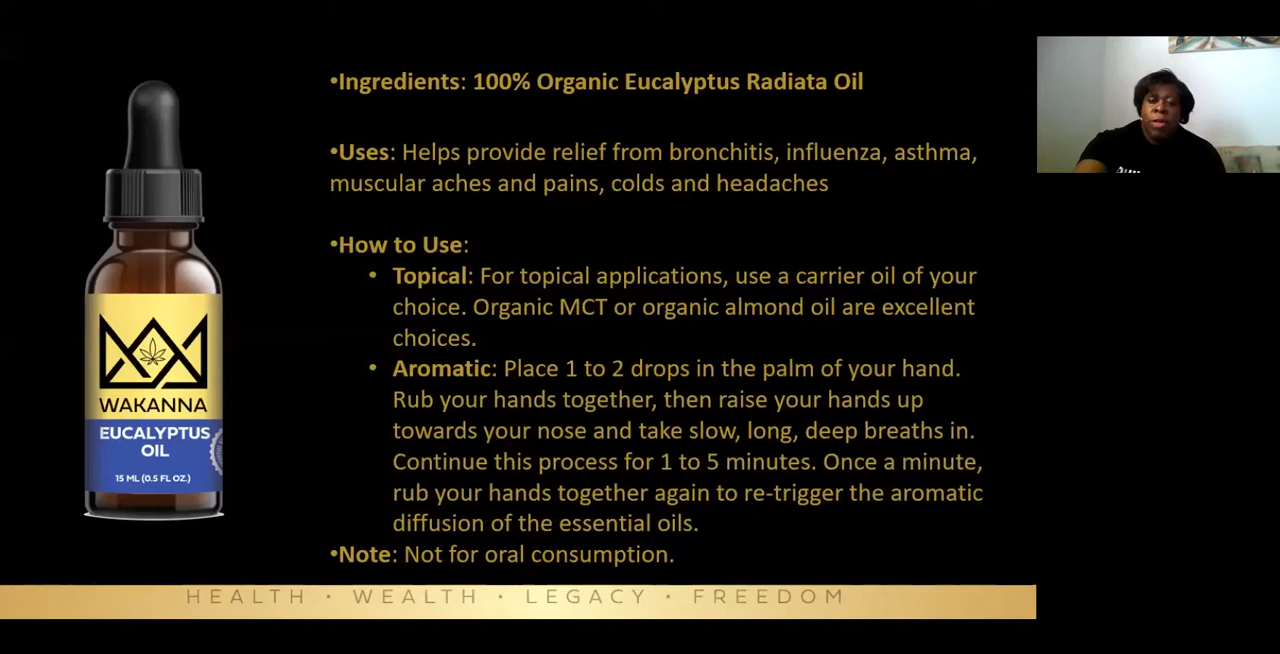 •Ingredients: 100% Organic Eucalyptus Radiata Oil
•Uses: Helps provide relief from bronchitis, influenza, asthma,
muscular aches and pains, colds and headaches
•How to Use:
• Topical: For topical applications, use a carrier oil of your
choice. Organic MCT or organic almond oil are excellent
choices.
• Aromatic: Place 1 to 2 drops in the palm of your hand.
Rub your hands together, then raise your hands up
towards your nose and take slow, long, deep breaths in.
Continue this process for 1 to 5 minutes. Once a minute,
rub your hands together again to re-trigger the aromatic
diffusion of the essential oils.
•Note: Not for oral consumption.
WAKANNA
EUCALYPTUS
OIL
15 ML (0.5 FL OZ.)
HEALTH • WEALTH • LEGACY • FREEDOM